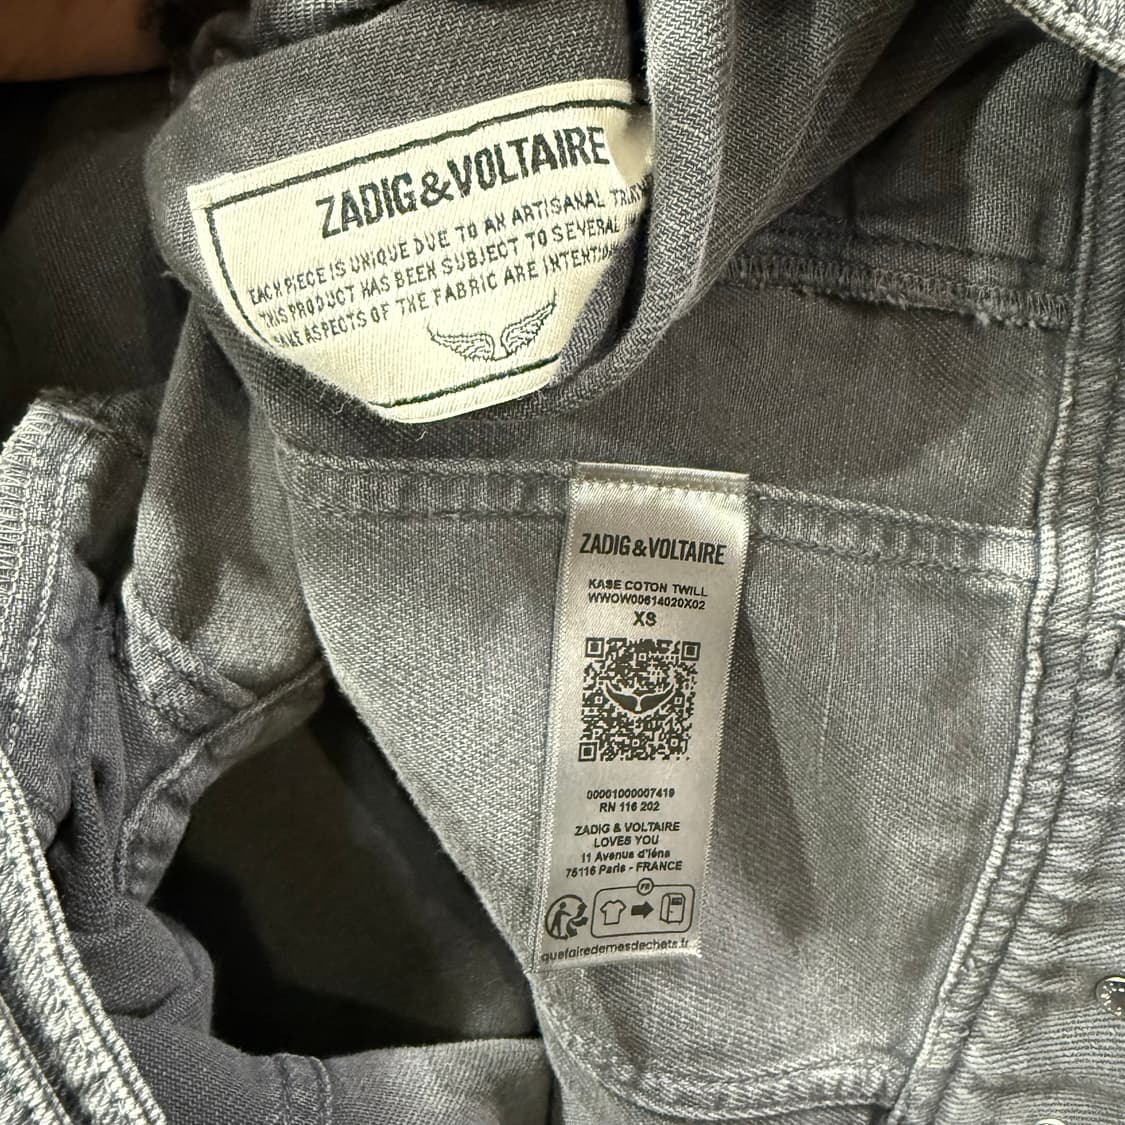 ZADIG&VOLTAIRE
EACH PIECE IS UNIQUE DUE TO AN ARTISANAL
THIS PRODUCT HAS BEEN SUBJECT TO SEVERAL
ASPECTS OF THE FABRIC ARE
ZADIG&VOLTAIRE
KASE COTON TWILL
WWOW00614020X02
XS
00001000007419
RN 116 202
ZADIG & VOLTAIRE
LOVES YOU
11 Avenue d'Iéna
75116 Paris - FRANCE
FR
quefairedemesdechets.fr